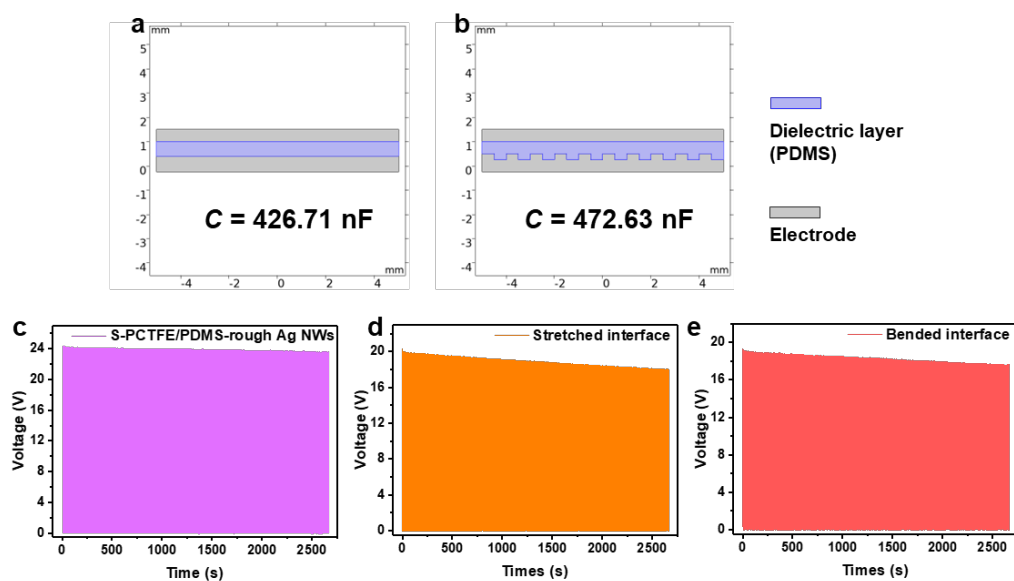 a
mm
5
4
3
2
1
0
-1
-2
-3
-4
C = 426.71 nF
mm
-4 -2 0 2 4
b
mm
5
4
3
2
1
0
-1
-2
-3
-4
C = 472.63 nF
mm
-4 -2 0 2 4
Dielectric layer
(PDMS)
Electrode
c
S-PCTFE/PDMS-rough Ag NWs
Voltage (V)
24
20
16
12
8
4
0
0 500 1000 1500 2000 2500
Time (s)
d
Stretched interface
Voltage (V)
20
16
12
8
4
0
0 500 1000 1500 2000 2500
Times (s)
e
Bended interface
Voltage (V)
20
16
12
8
4
0
0 500 1000 1500 2000 2500
Times (s)